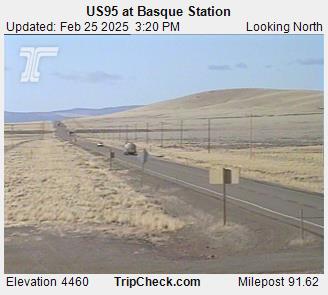 US95 at Basque Station
Updated: Feb 25 2025 3:20 PM Looking North
Elevation 4460 TripCheck.com Milepost 91.62